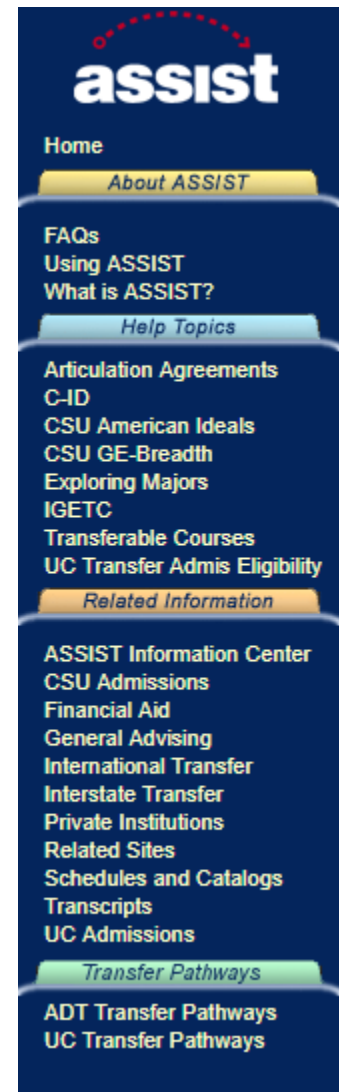 assist
Home
About ASSIST
FAQs
Using ASSIST
What is ASSIST?
Help Topics
Articulation Agreements
C-ID
CSU American Ideals
CSU GE-Breadth
Exploring Majors
IGETC
Transferable Courses
UC Transfer Admis Eligibility
Related Information
ASSIST Information Center
CSU Admissions
Financial Aid
General Advising
International Transfer
Interstate Transfer
Private Institutions
Related Sites
Schedules and Catalogs
Transcripts
UC Admissions
Transfer Pathways
ADT Transfer Pathways
UC Transfer Pathways